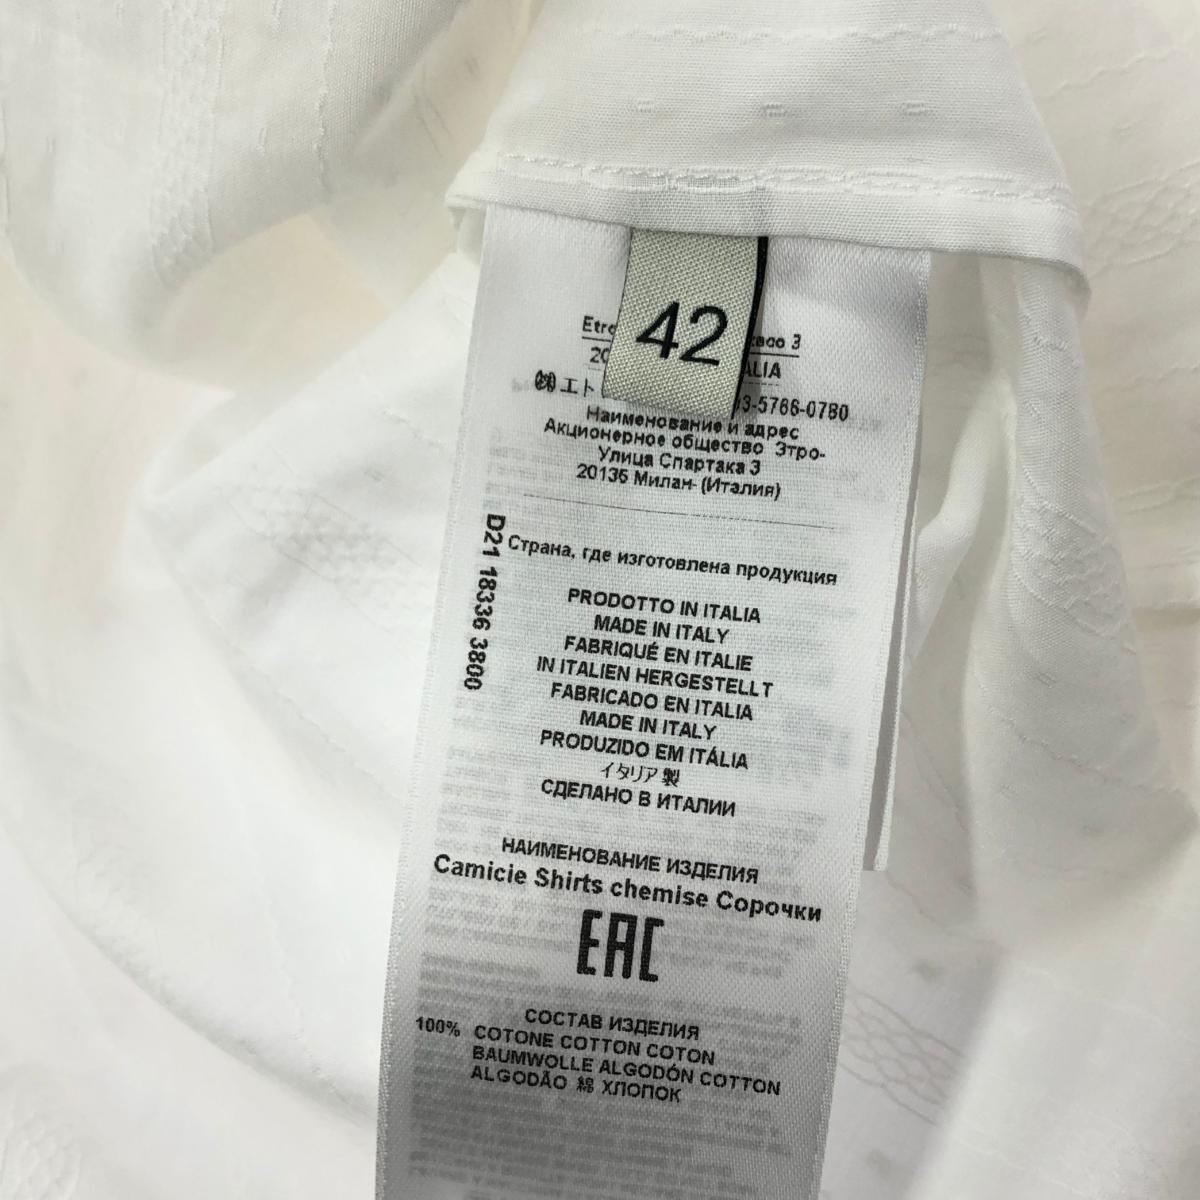 42
Etro 3
20 ALIA
㈱エト 03-5766-0780
Наименование и адрес
Акционерное общество Этро-
Улица Спартака 3
20135 Милан- (Италия)
D21 18336 3800
Страна, где изготовлена продукция
PRODOTTO IN ITALIA
MADE IN ITALY
FABRIQUÉ EN ITALIE
IN ITALIEN HERGESTELLT
FABRICADO EN ITALIA
MADE IN ITALY
PRODUZIDO EM ITÁLIA
イタリア製
СДЕЛАНО В ИТАЛИИ
НАИМЕНОВАНИЕ ИЗДЕЛИЯ
Camicie Shirts chemise Сорочки
EAC
СОСТАВ ИЗДЕЛИЯ
100% COTONE COTTON COTON
BAUMWOLLE ALGODÓN COTTON
ALGODÃO 綿 ХЛОПОК